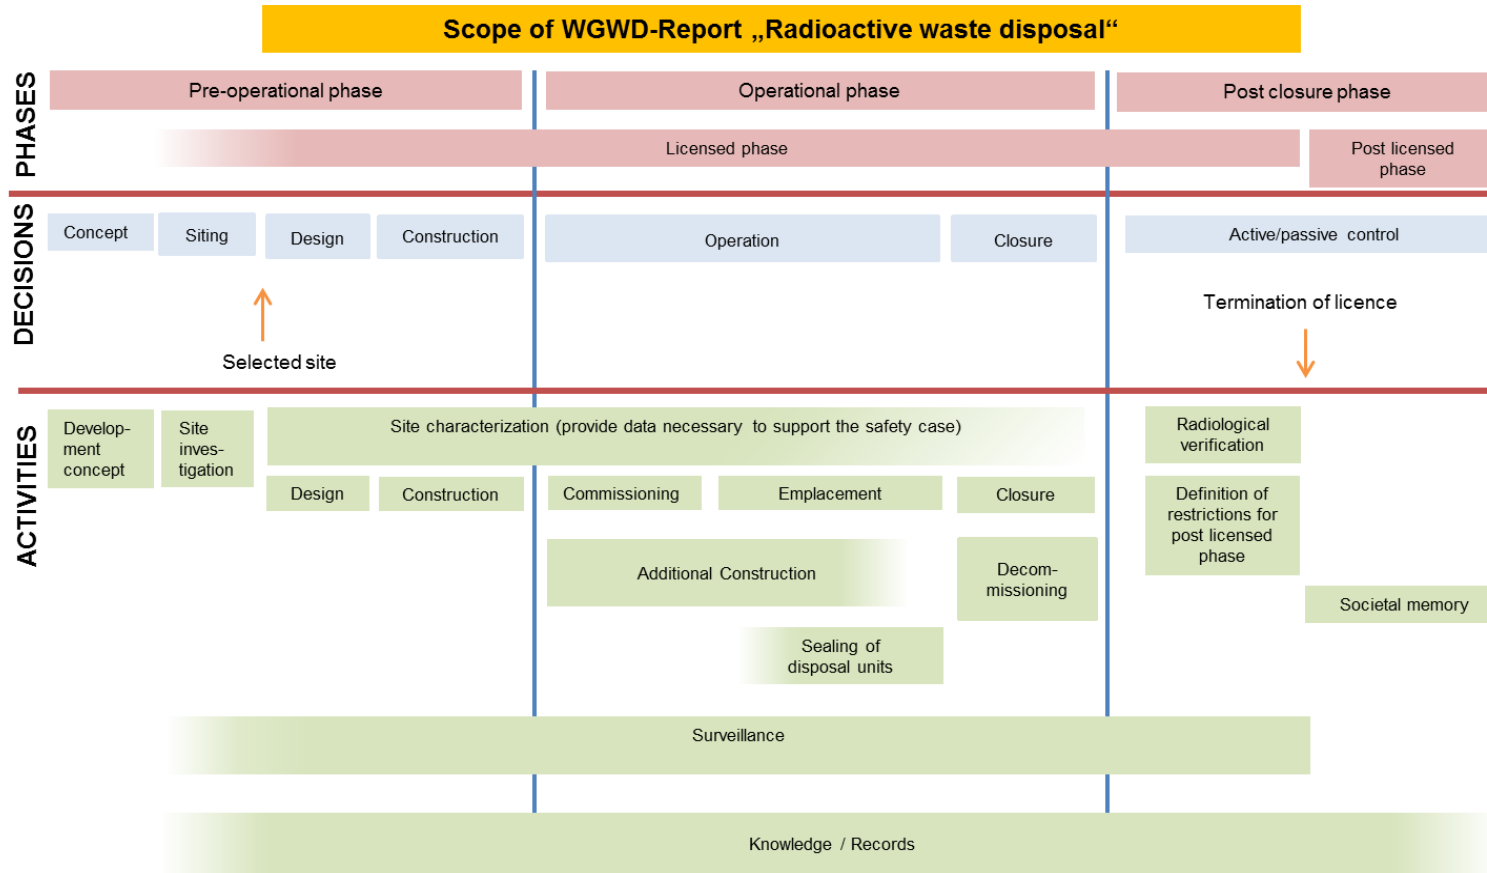 Scope of WGWD-Report „Radioactive waste disposal“
PHASES
Pre-operational phase
Operational phase
Post closure phase
Licensed phase
Post licensed
phase
DECISIONS
Concept
Siting
Design
Construction
Operation
Closure
Active/passive control
Selected site
Termination of licence
ACTIVITIES
Develop-
ment
concept
Site
inves-
tigation
Site characterization (provide data necessary to support the safety case)
Radiological
verification
Design
Construction
Commissioning
Emplacement
Closure
Definition of
restrictions for
post licensed
phase
Additional Construction
Decom-
missioning
Societal memory
Sealing of
disposal units
Surveillance
Knowledge / Records